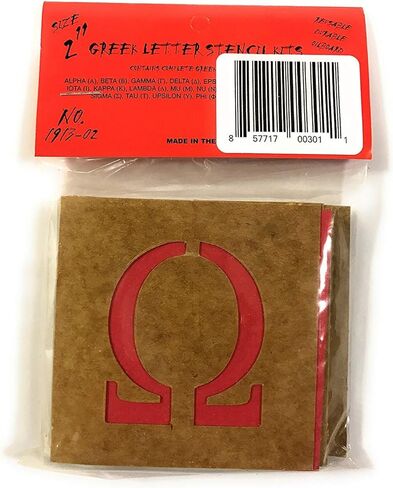 SIZE
2" GREEK LETTER STENCIL KITS
REUSABLE
DURABLE
OILBOARD
CONTAINS COMPLETE GREEK
ALPHA (Α), BETA (Β), GAMMA (Γ), DELTA (Δ), EPS
IOTA (Ι), KAPPA (Κ), LAMBDA (Λ), MU (Μ), NU (Ν)
SIGMA (Σ), TAU (Τ), UPSILON (Υ), PHI (Φ
NO.
1913-02
MADE IN THE
8 57717 00301 1
Ω